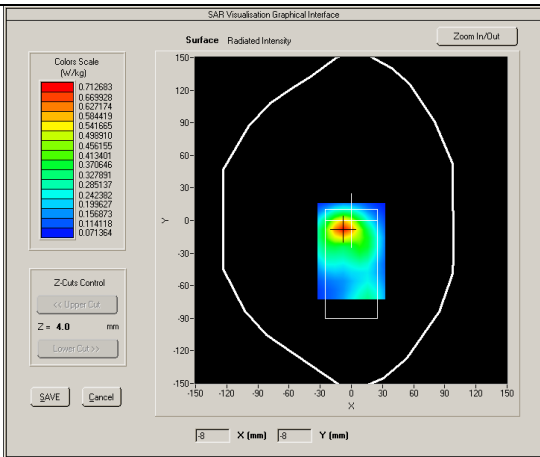 SAR Visualisation Graphical Interface
Surface Radiated Intensity
Zoom In/Out
Colors Scale
(W/kg)
0.712683
0.669928
0.627174
0.584419
0.541665
0.498910
0.456155
0.413401
0.370646
0.327891
0.285137
0.242382
0.199627
0.156873
0.114118
0.071364
Z-Cuts Control
<< Upper Cut
Z = 4.0 mm
Lower Cut >>
SAVE Cancel
150
120
90
60
30
0
-30
-60
-90
-120
-150
Y
-150 -120 -90 -60 -30 0 30 60 90 120 150
X
-8 X (mm) -8 Y (mm)